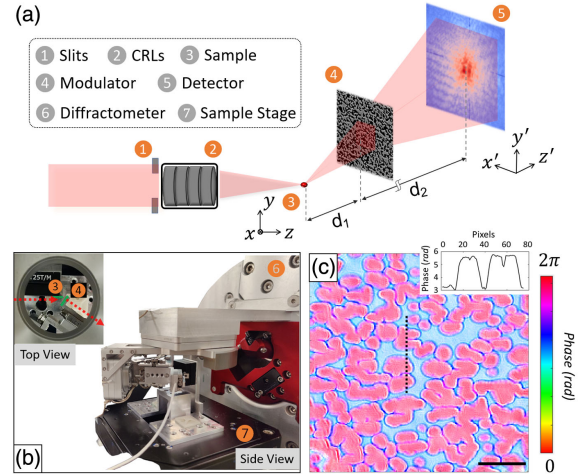 (a)
1 Slits 2 CRLs 3 Sample
4 Modulator 5 Detector
6 Diffractometer 7 Sample Stage
1
2
3
4
5
y
x
z
d1
d2
y′
x′
z′
(b)
25T/M
3
4
Top View
6
7
Side View
(c)
Pixels
0 20 40 60 80
Phase (rad)
6
5
4
3
2π
Phase (rad)
0